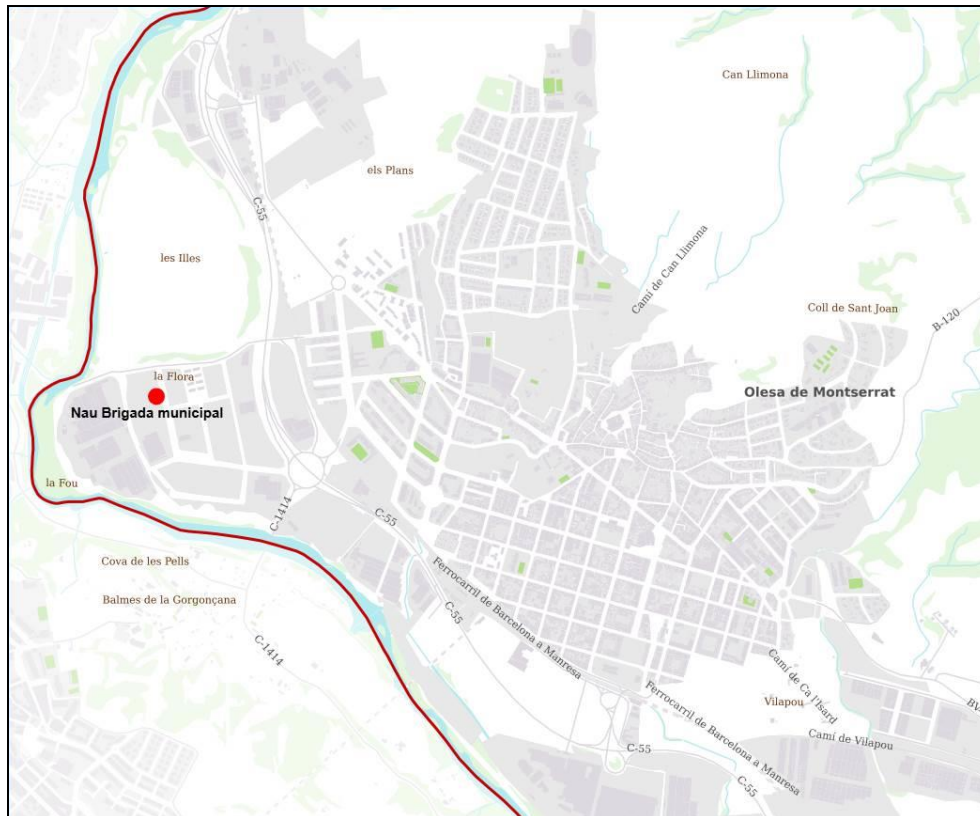 Can Llimona
els Plans
C-55
Camí de Can Llimona
les Illes
Coll de Sant Joan
B-120
la Flora
Nau Brigada municipal
Olesa de Montserrat
la Fou
C-1414
C-55
Cova de les Pells
Ferrocarril de Barcelona a Manresa
Balmes de la Gorgonçana
C-55
C-1414
Camí de Ca l'Isard
Ferrocarril de Barcelona a Manresa
Vilapou
BV-
Camí de Vilapou
C-55
C-55